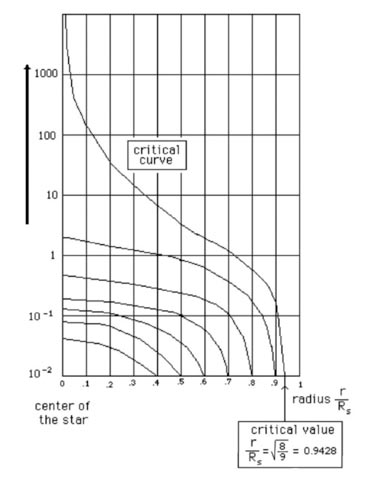 1000
100
10
1
10⁻¹
10⁻²
critical
curve
0 .1 .2 .3 .4 .5 .6 .7 .8 .9 1
center of
the star
radius r/Rₛ
critical value
r/Rₛ = √8/9 = 0.9428